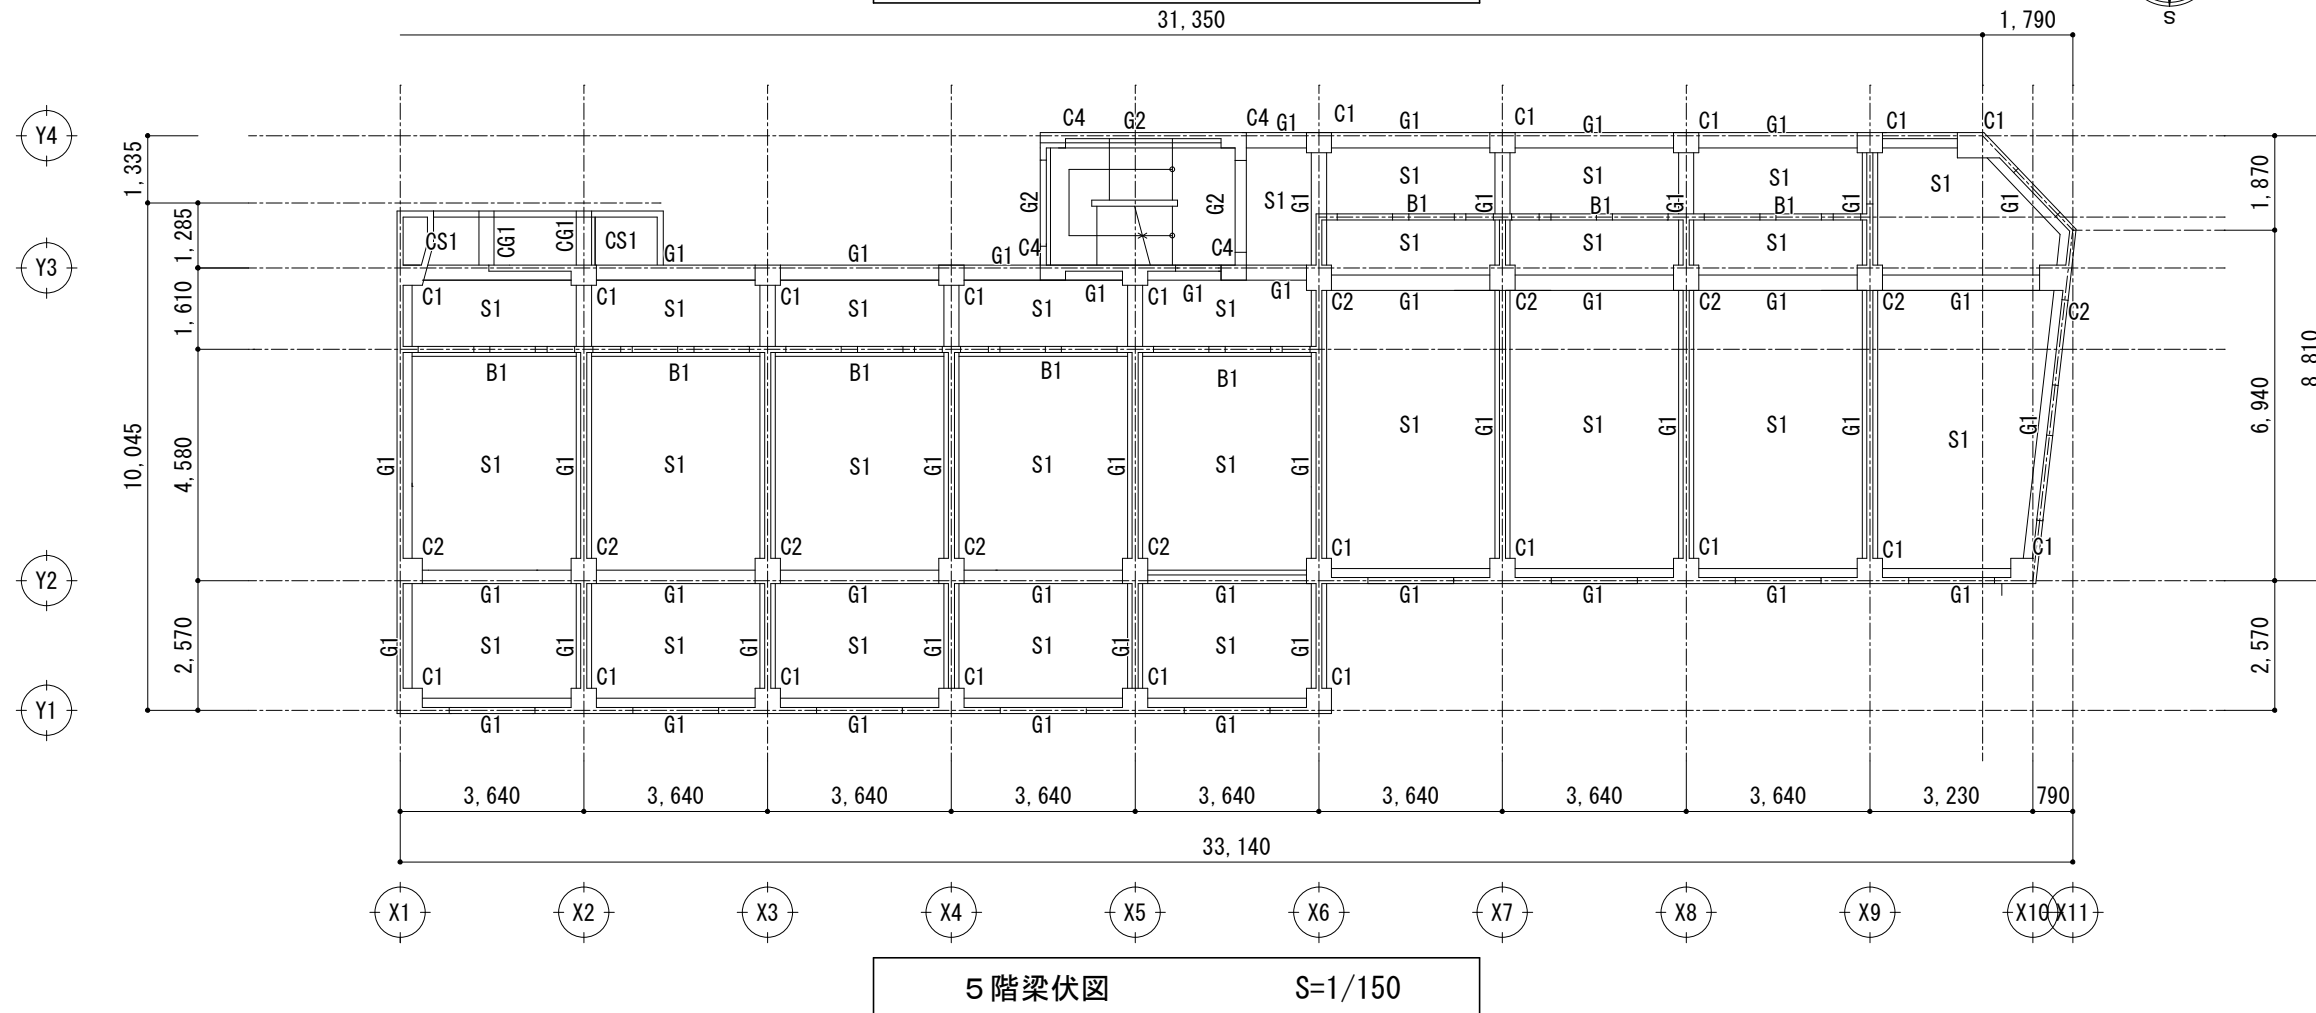 S
31,350 1,790
C4 G2 C4 G1 C1 G1 C1 G1 C1 G1 C1 C1
Y4
1,335
1,870
S1 S1 S1 S1
G2 G2 S1 G1 B1 G1 B1 G1 B1 G1 G1
1,285
CS1 CG1 CG1 CS1 G1 G1 G1 C4 C4 S1 S1 S1
Y3
C1 S1 C1 S1 C1 S1 C1 S1 G1 C1 G1 S1 G1 C2 G1 C2 G1 C2 G1 C2 G1 C2
1,610
8,810
B1 B1 B1 B1 B1
10,045 4,580 6,940
S1 G1 S1 G1 S1 G1 S1 G1
G1 S1 G1 S1 S1 G1 S1 G1 S1 G1
C2 C2 C2 C2 C2 C1 C1 C1 C1 C1
Y2
G1 G1 G1 G1 G1 G1 G1 G1 G1
2,570 2,570
G1 S1 G1 S1 G1 S1 G1 S1 G1 S1 G1
C1 C1 C1 C1 C1 C1
Y1
G1 G1 G1 G1 G1
3,640 3,640 3,640 3,640 3,640 3,640 3,640 3,640 3,230 790
33,140
X1 X2 X3 X4 X5 X6 X7 X8 X9 X10 X11
5階梁伏図 S=1/150